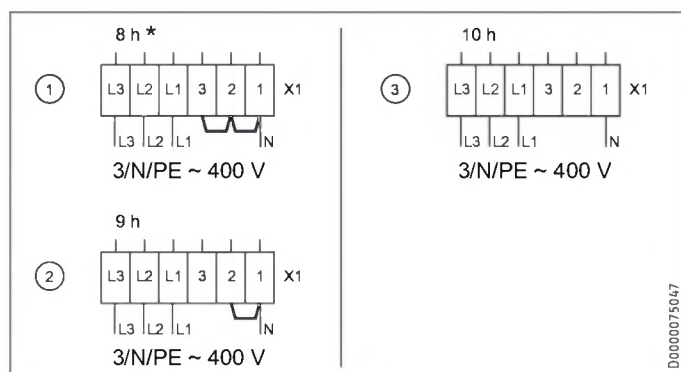 8 h *
1
L3 L2 L1 3 2 1 X1
L3 L2 L1 N
3/N/PE ~ 400 V
9 h
2
L3 L2 L1 3 2 1 X1
L3 L2 L1 N
3/N/PE ~ 400 V
10 h
3
L3 L2 L1 3 2 1 X1
L3 L2 L1 N
3/N/PE ~ 400 V
D0000075047